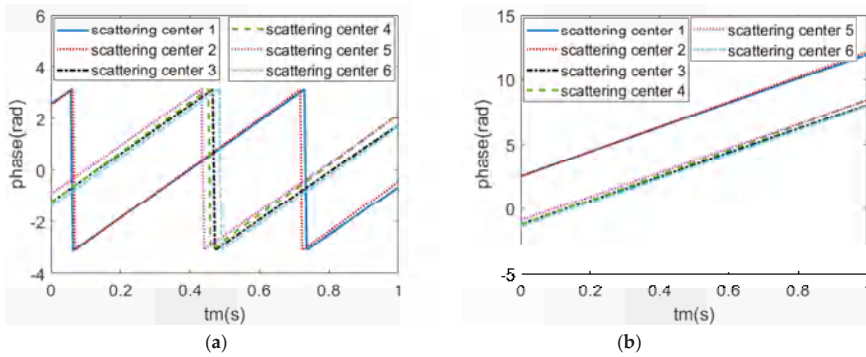 6
4
2
0
-2
-4
phase(rad)
scattering center 1
scattering center 2
scattering center 3
scattering center 4
scattering center 5
scattering center 6
0 0.2 0.4 0.6 0.8 1
tm(s)
(a)
15
10
5
0
-5
phase(rad)
scattering center 1
scattering center 2
scattering center 3
scattering center 4
scattering center 5
scattering center 6
0 0.2 0.4 0.6 0.8 1
tm(s)
(b)